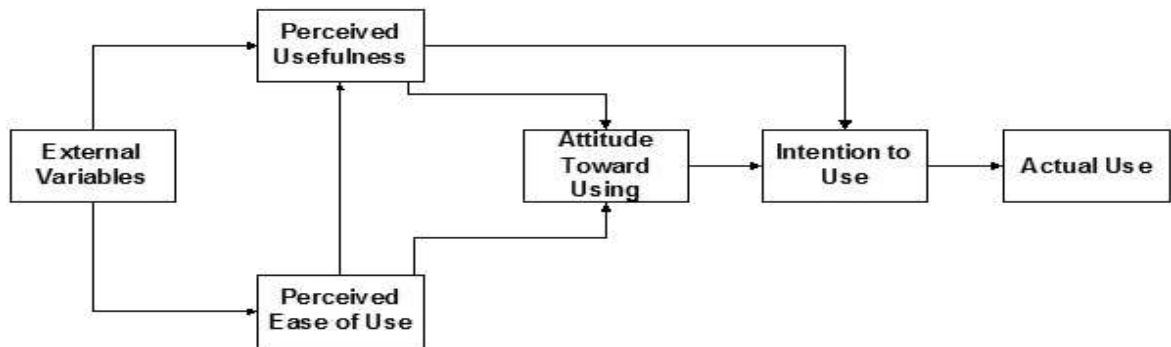 Perceived
Usefulness
External
Variables
Attitude
Toward
Using
Intention to
Use
Actual Use
Perceived
Ease of Use